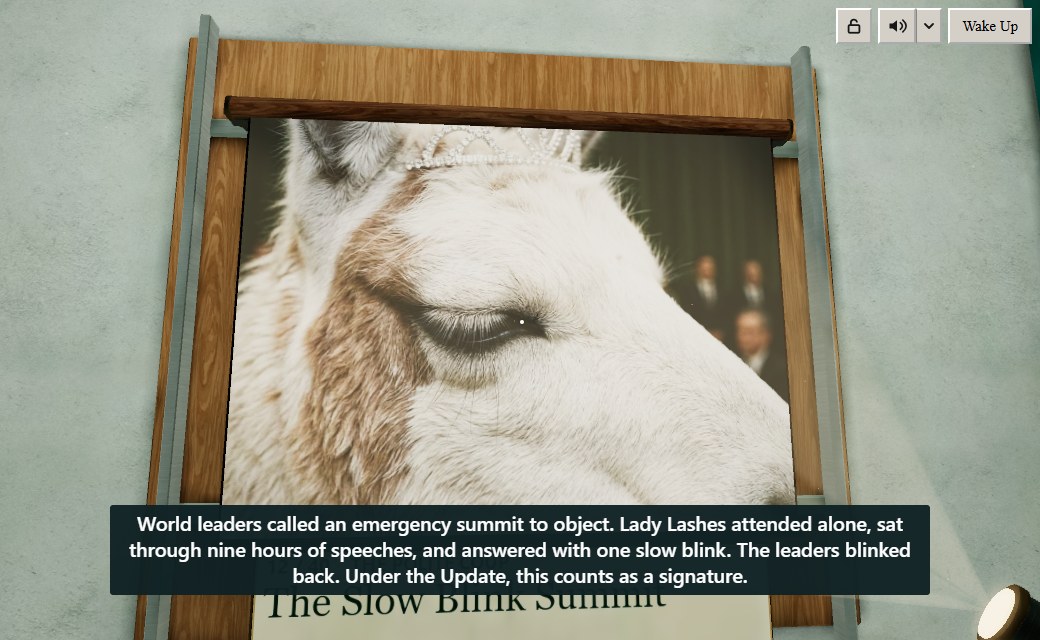 Wake Up
World leaders called an emergency summit to object. Lady Lashes attended alone, sat
through nine hours of speeches, and answered with one slow blink. The leaders blinked
back. Under the Update, this counts as a signature.
The Slow Blink Summit